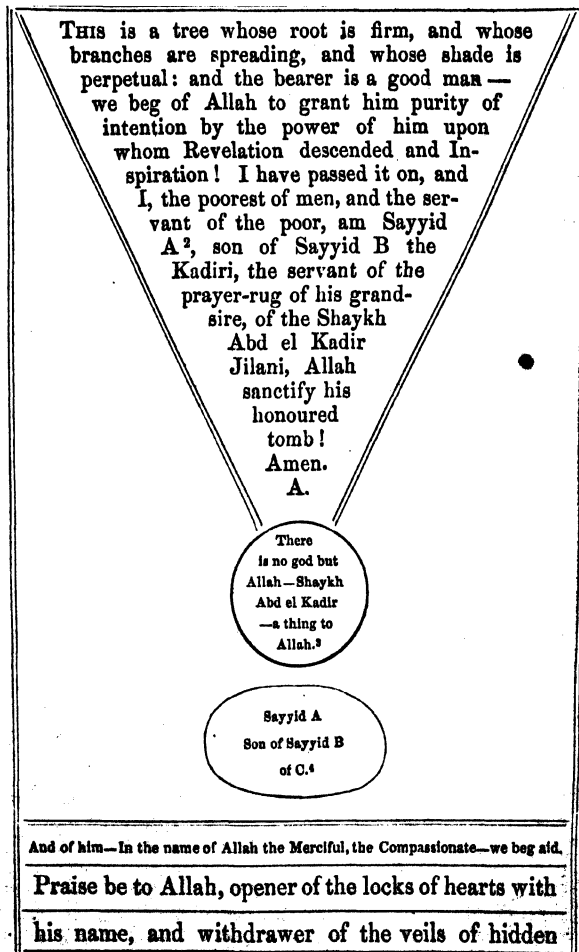 THIS is a tree whose root is firm, and whose
branches are spreading, and whose shade is
perpetual: and the bearer is a good man —
we beg of Allah to grant him purity of
intention by the power of him upon
whom Revelation descended and In-
spiration! I have passed it on, and
I, the poorest of men, and the ser-
vant of the poor, am Sayyid
A², son of Sayyid B the
Kadiri, the servant of the
prayer-rug of his grand-
sire, of the Shaykh
Abd el Kadir
Jilani, Allah
sanctify his
honoured
tomb!
Amen.
A.
There
is no god but
Allah—Shaykh
Abd el Kadir
—a thing to
Allah.³
Sayyid A
Son of Sayyid B
of C.⁴
And of him—In the name of Allah the Merciful, the Compassionate—we beg aid.
Praise be to Allah, opener of the locks of hearts with
his name, and withdrawer of the veils of hidden